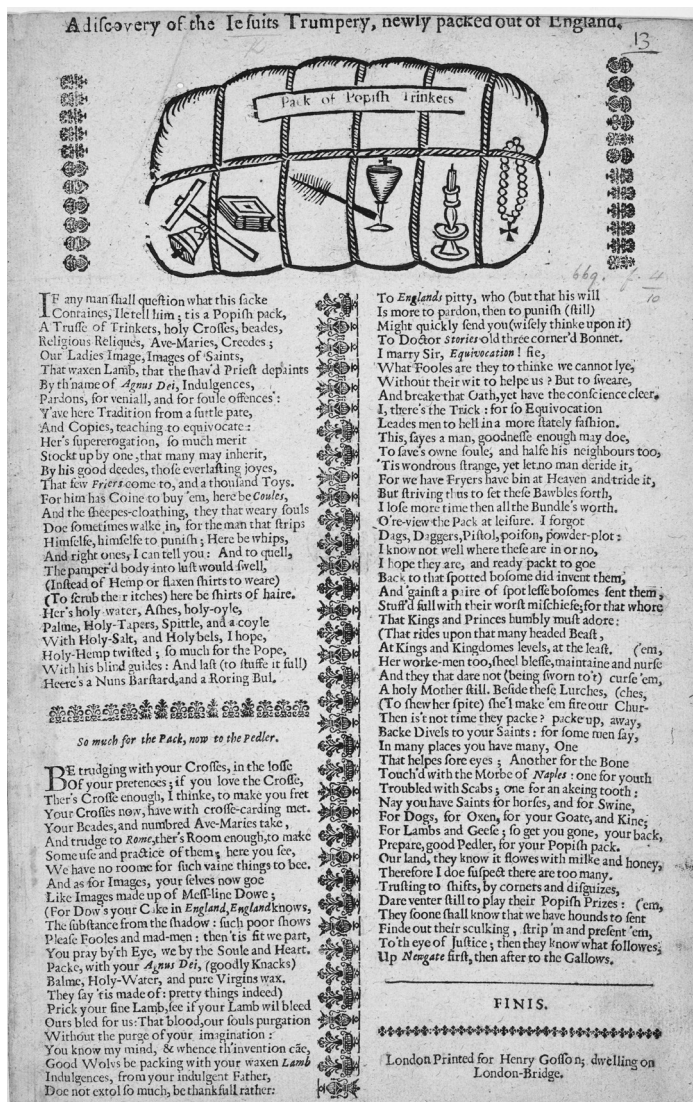 A discovery of the Iesuits Trumpery, newly packed out of England.
13
Pack of Popish Trinkets
669. f. 4
10
IF any man shall question what this sacke
Containes, Ile tell him; tis a Popish pack,
A Trusse of Trinkets, holy Crosses, beades,
Religious Reliques, Ave-Maries, Creedes;
Our Ladies Image, Images of Saints,
That waxen Lamb, that the shav'd Priest depaints
By th'name of Agnus Dei, Indulgences,
Pardons, for veniall, and for foule offences:
Y'ave here Tradition from a suttle pate,
And Copies, teaching to equivocate:
Her's supererogation, so much merit
Stockt up by one, that many may inherit,
By his good deedes, those everlasting joyes,
That few Friers come to, and a thousand Toys.
For him has Coine to buy 'em, here be Coules,
And the sheepes-cloathing, they that weary souls
Doe sometimes walke in, for the man that strips
Himselfe, himselfe to punish; Here be whips,
And right ones, I can tell you: And to quell,
The pamper'd body into lust would swell,
(Instead of Hemp or flaxen shirts to weare)
(To scrub the r itches) here be shirts of haire.
Her's holy-water, Ashes, holy-oyle,
Palme, Holy-Tapers, Spittle, and a coyle
With Holy-Salt, and Holy bels, I hope,
Holy-Hemp twisted; so much for the Pope,
With his blind guides: And last (to stuffe it full)
Heere's a Nuns Barstard, and a Roring Bul.
So much for the Pack, now to the Pedler.
BE trudging with your Crosses, in the losse
Of your pretences; if you love the Crosse,
Ther's Crosse enough, I thinke, to make you fret
Your Crosses now, have with crosse-carding met.
Your Beades, and numbred Ave-Maries take,
And trudge to Rome, ther's Room enough, to make
Some use and practice of them; here you see,
We have no roome for such vaine things to bee.
And as for Images, your selves now goe
Like Images made up of Mess-line Dowe;
(For Dow's your Cake in England, England knows,
The substance from the shadow: such poor shows
Please Fooles and mad-men: then 'tis fit we part,
You pray by'th Eye, we by the Soule and Heart.
Packe, with your Agnus Dei, (goodly Knacks)
Balme, Holy-Water, and pure Virgins wax.
They say 'tis made of: pretty things indeed)
Prick your fine Lamb, see if your Lamb wil bleed
Ours bled for us: That blood, our souls purgation
Without the purge of your imagination:
You know my mind, & whence th'invention cāe,
Good Wolvs be packing with your waxen Lamb
Indulgences, from your indulgent Father,
Doe not extol so much, be thankfull rather:
To Englands pitty, who (but that his will
Is more to pardon, then to punish still)
Might quickly send you (wisely thinke upon it)
To Doctor Stories old three corner'd Bonnet.
I marry Sir, Equivocation! fie,
What Fooles are they to thinke we cannot lye,
Without their wit to helpe us? But to sweare,
And breake that Oath, yet have the conscience cleer,
I, there's the Trick: for so Equivocation
Leades men to hell in a more stately fashion.
This, sayes a man, goodnesse enough may doe,
To save's owne soule, and halfe his neighbours too,
'Tis wondrous strange, yet let no man deride it,
For we have Fryers have bin at Heaven and tride it,
But striving thus to set these Bawbles forth,
I lose more time then all the Bundle's worth.
O're-view the Pack at leisure. I forgot
Dags, Daggers, Pistol, poison, powder-plot:
I know not well where these are in or no,
I hope they are, and ready packt to goe
Back to that spotted bosome did invent them,
And 'gainst a paire of spotlesse bosomes sent them,
Stuff'd full with their worst mischiefe; for that whore
That Kings and Princes humbly must adore:
(That rides upon that many headed Beast,
At Kings and Kingdomes levels, at the least. ('em,
Her worke-men too, sheel blesse, maintaine and nurse
And they that dare not (being sworn to't) curse 'em,
A holy Mother still. Beside these Lurches, (ches,
(To shew her spite) she'l make 'em fire our Chur-
Then is't not time they packe? packe up, away,
Backe Divels to your Saints: for some men say,
In many places you have many, One
That helpes sore eyes; Another for the Bone
Touch'd with the Morbe of Naples: one for youth
Troubled with Scabs; one for an akeing tooth:
Nay you have Saints for horses, and for Swine,
For Dogs, for Oxen, for your Goate, and Kine;
For Lambs and Geese; so get you gone, your back,
Prepare, good Pedler, for your Popish pack.
Our land, they know it flowes with milke and honey,
Therefore I doe suspect there are too many.
Trusting to shifts, by corners and disguizes,
Dare venter still to play their Popish Prizes: ('em,
They soone shall know that we have hounds to sent
Finde out their sculking, strip 'm and present 'em,
To'th eye of Justice; then they know what followes;
Up Newgate first, then after to the Gallows.
FINIS.
London Printed for Henry Gosson; dwelling on
London-Bridge.